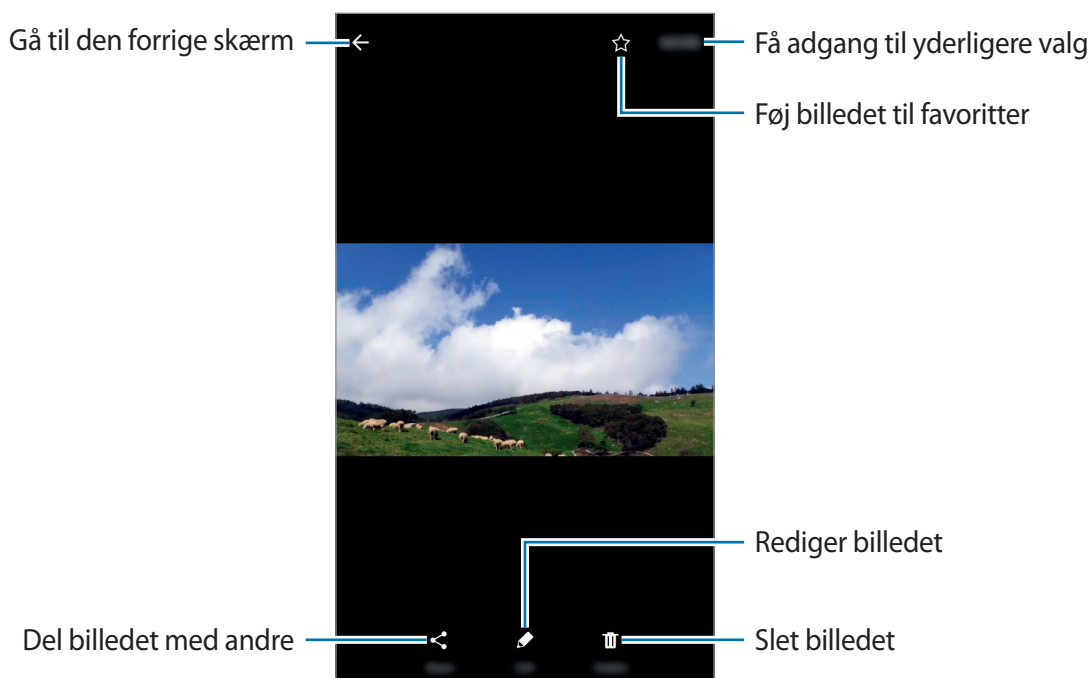 Gå til den forrige skærm
Få adgang til yderligere valg
Føj billedet til favoritter
Rediger billedet
Del billedet med andre
Slet billedet